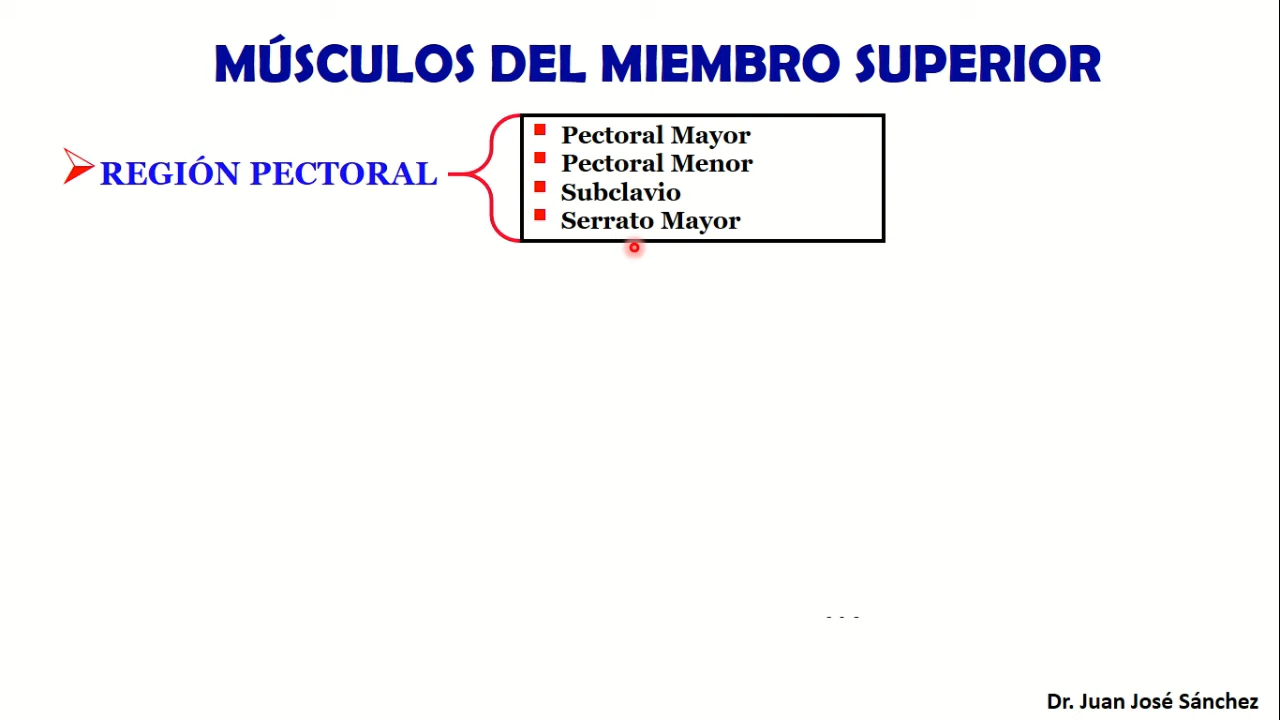 MÚSCULOS DEL MIEMBRO SUPERIOR
REGIÓN PECTORAL
Pectoral Mayor
Pectoral Menor
Subclavio
Serrato Mayor
- - -
Dr. Juan José Sánchez